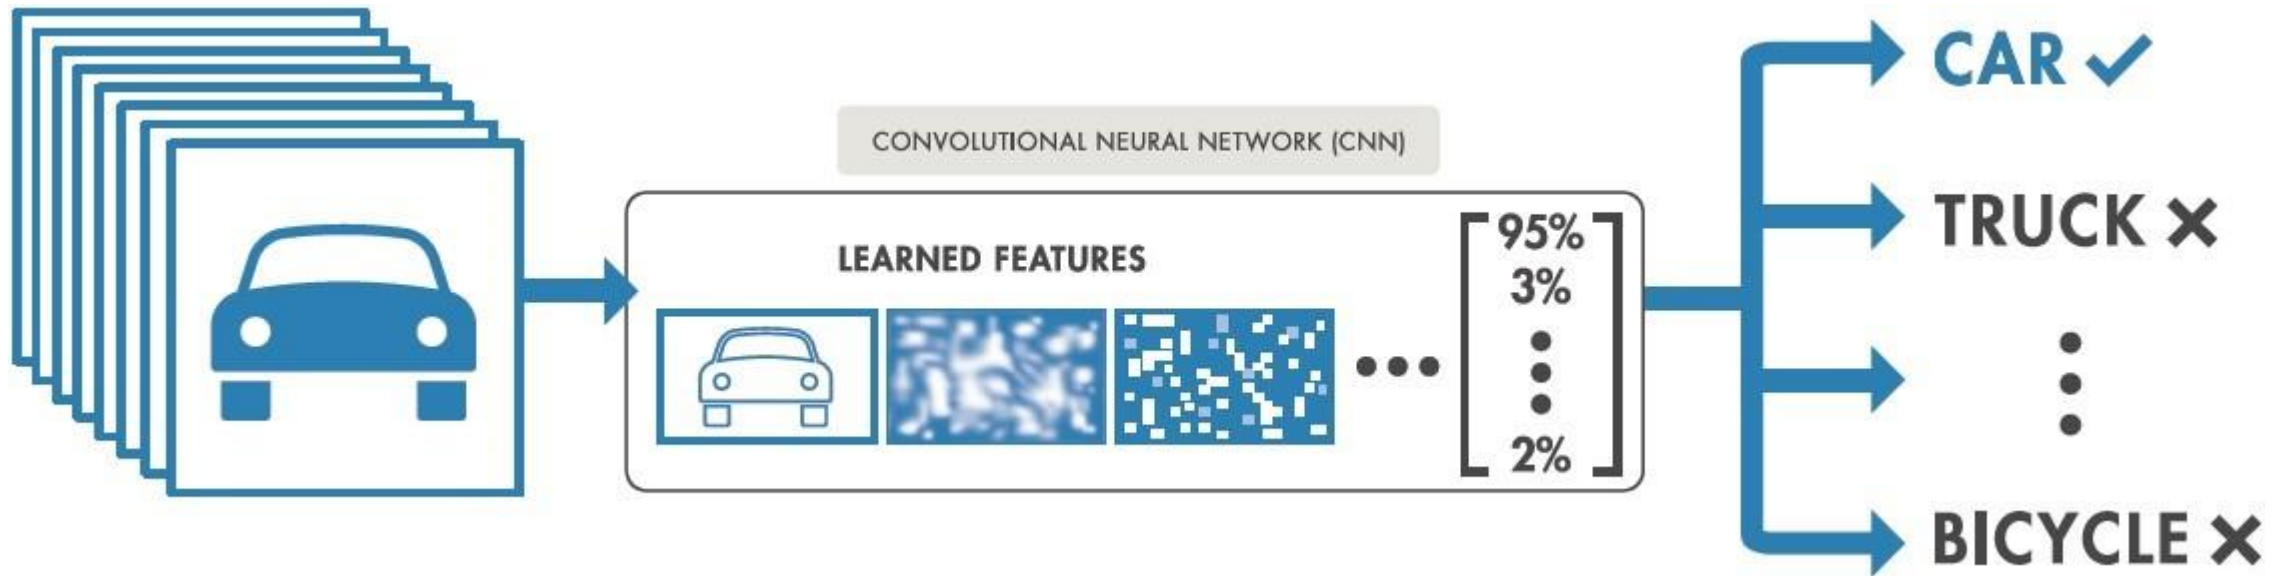 CONVOLUTIONAL NEURAL NETWORK (CNN)
LEARNED FEATURES
95%
3%
2%
CAR
TRUCK
BICYCLE